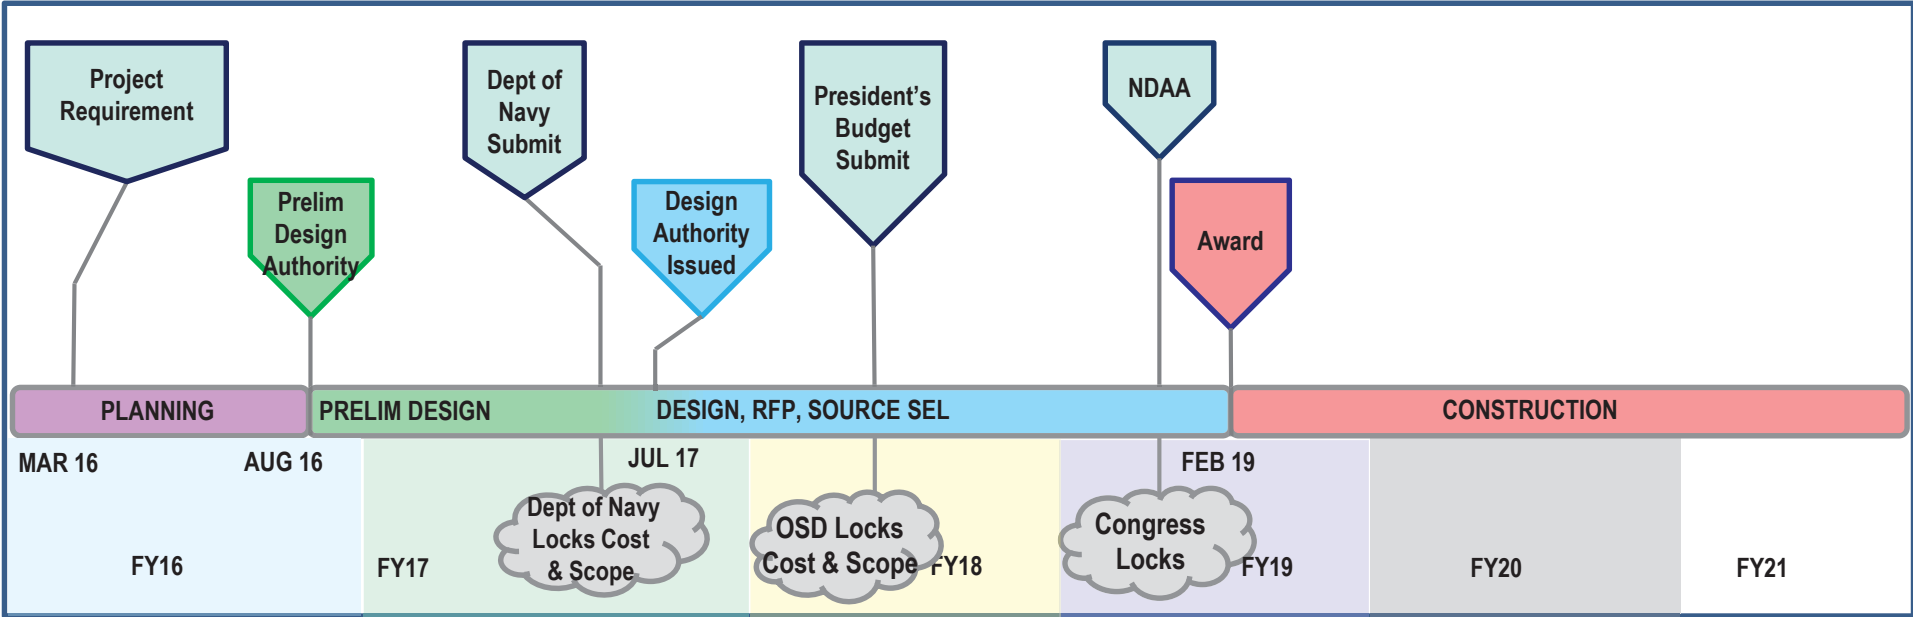 Project
Requirement
Prelim
Design
Authority
Dept of
Navy
Submit
Design
Authority
Issued
President's
Budget
Submit
NDAA
Award
PLANNING
PRELIM DESIGN
DESIGN, RFP, SOURCE SEL
CONSTRUCTION
MAR 16
AUG 16
JUL 17
FEB 19
Dept of Navy
Locks Cost
& Scope
OSD Locks
Cost & Scope
Congress
Locks
FY16
FY17
FY18
FY19
FY20
FY21